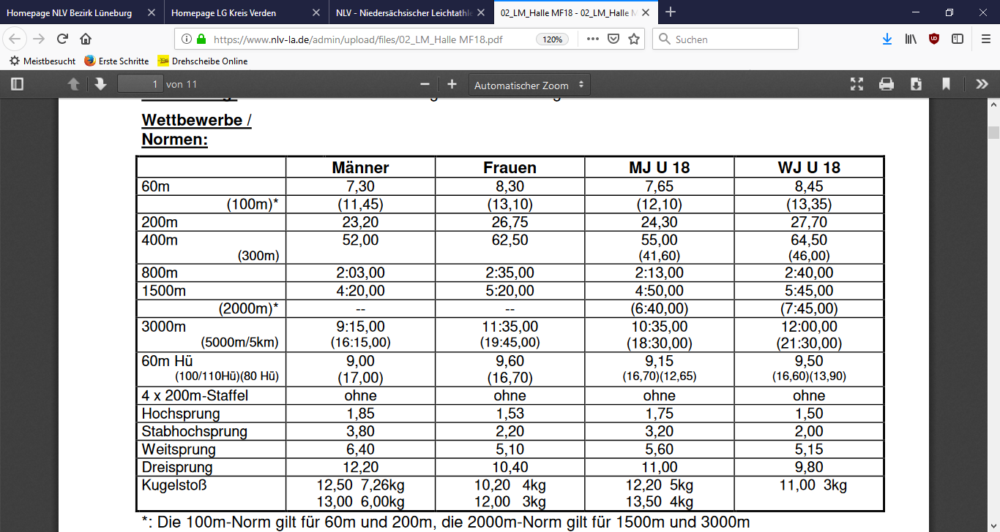 Homepage NLV Bezirk Lüneburg Homepage LG Kreis Verden NLV - Niedersächsischer Leichtathle 02_LM_Halle MF18 - 02_LM_Halle M
https://www.nlv-la.de/admin/upload/files/02_LM_Halle MF18.pdf 120% Suchen
Meistbesucht Erste Schritte Drehscheibe Online
1 von 11 Automatischer Zoom
Wettbewerbe /
Normen:
Männer Frauen MJ U 18 WJ U 18
60m 7,30 8,30 7,65 8,45
(100m)* (11,45) (13,10) (12,10) (13,35)
200m 23,20 26,75 24,30 27,70
400m 52,00 62,50 55,00 64,50
(300m) (41,60) (46,00)
800m 2:03,00 2:35,00 2:13,00 2:40,00
1500m 4:20,00 5:20,00 4:50,00 5:45,00
(2000m)* -- -- (6:40,00) (7:45,00)
3000m 9:15,00 11:35,00 10:35,00 12:00,00
(5000m/5km) (16:15,00) (19:45,00) (18:30,00) (21:30,00)
60m Hü 9,00 9,60 9,15 9,50
(100/110Hü)(80 Hü) (17,00) (16,70) (16,70)(12,65) (16,60)(13,90)
4 x 200m-Staffel ohne ohne ohne ohne
Hochsprung 1,85 1,53 1,75 1,50
Stabhochsprung 3,80 2,20 3,20 2,00
Weitsprung 6,40 5,10 5,60 5,15
Dreisprung 12,20 10,40 11,00 9,80
Kugelstoß 12,50 7,26kg 10,20 4kg 12,20 5kg 11,00 3kg
13,00 6,00kg 12,00 3kg 13,50 4kg
*: Die 100m-Norm gilt für 60m und 200m, die 2000m-Norm gilt für 1500m und 3000m